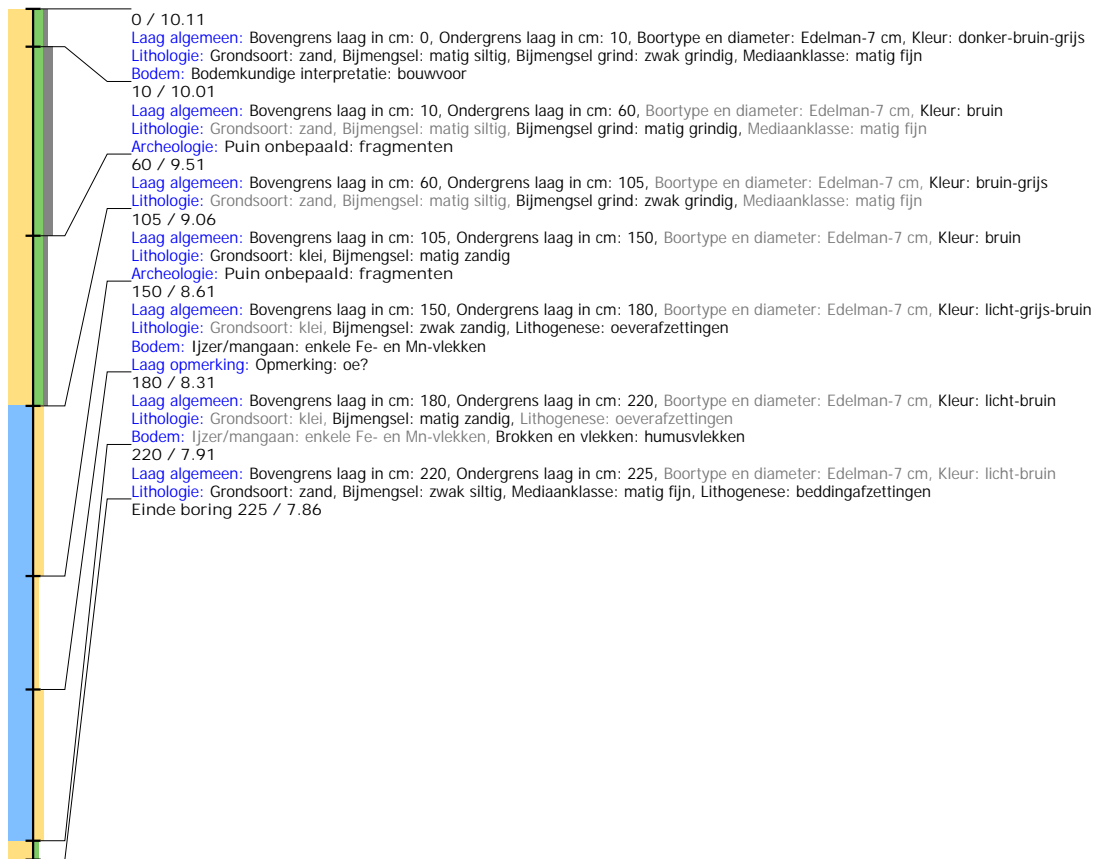 0 / 10.11
Laag algemeen: Bovengrens laag in cm: 0, Ondergrens laag in cm: 10, Boortype en diameter: Edelman-7 cm, Kleur: donker-bruin-grijs
Lithologie: Grondsoort: zand, Bijmengsel: matig siltig, Bijmengsel grind: zwak grindig, Mediaanklasse: matig fijn
Bodem: Bodemkundige interpretatie: bouwvoor
10 / 10.01
Laag algemeen: Bovengrens laag in cm: 10, Ondergrens laag in cm: 60, Boortype en diameter: Edelman-7 cm, Kleur: bruin
Lithologie: Grondsoort: zand, Bijmengsel: matig siltig, Bijmengsel grind: matig grindig, Mediaanklasse: matig fijn
Archeologie: Puin onbepaald: fragmenten
60 / 9.51
Laag algemeen: Bovengrens laag in cm: 60, Ondergrens laag in cm: 105, Boortype en diameter: Edelman-7 cm, Kleur: bruin-grijs
Lithologie: Grondsoort: zand, Bijmengsel: matig siltig, Bijmengsel grind: zwak grindig, Mediaanklasse: matig fijn
105 / 9.06
Laag algemeen: Bovengrens laag in cm: 105, Ondergrens laag in cm: 150, Boortype en diameter: Edelman-7 cm, Kleur: bruin
Lithologie: Grondsoort: klei, Bijmengsel: matig zandig
Archeologie: Puin onbepaald: fragmenten
150 / 8.61
Laag algemeen: Bovengrens laag in cm: 150, Ondergrens laag in cm: 180, Boortype en diameter: Edelman-7 cm, Kleur: licht-grijs-bruin
Lithologie: Grondsoort: klei, Bijmengsel: zwak zandig, Lithogenese: oeverafzettingen
Bodem: Ijzer/mangaan: enkele Fe- en Mn-vlekken
Laag opmerking: Opmerking: oe?
180 / 8.31
Laag algemeen: Bovengrens laag in cm: 180, Ondergrens laag in cm: 220, Boortype en diameter: Edelman-7 cm, Kleur: licht-bruin
Lithologie: Grondsoort: klei, Bijmengsel: matig zandig, Lithogenese: oeverafzettingen
Bodem: Ijzer/mangaan: enkele Fe- en Mn-vlekken, Brokken en vlekken: humusvlekken
220 / 7.91
Laag algemeen: Bovengrens laag in cm: 220, Ondergrens laag in cm: 225, Boortype en diameter: Edelman-7 cm, Kleur: licht-bruin
Lithologie: Grondsoort: zand, Bijmengsel: zwak siltig, Mediaanklasse: matig fijn, Lithogenese: beddingafzettingen
Einde boring 225 / 7.86